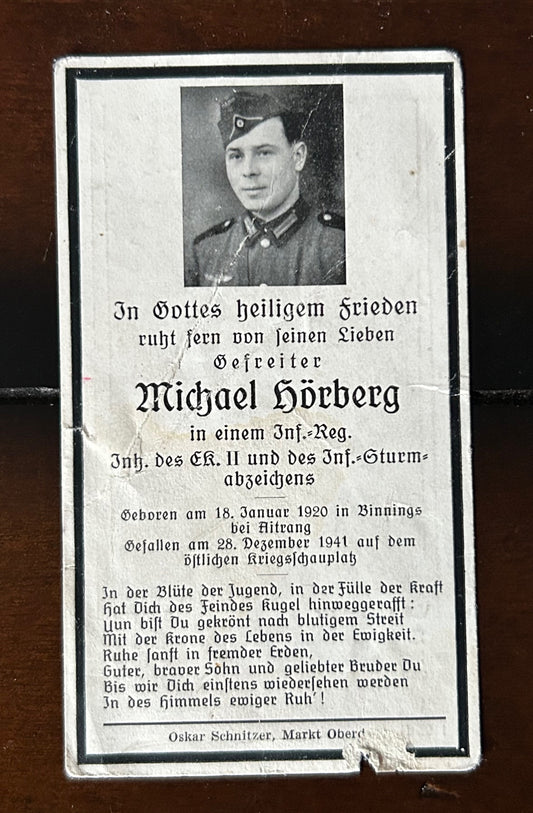 In Gottes heiligem Frieden
ruht fern von seinen Lieben
Gefreiter
Michael Hörberg
in einem Inf.-Reg.
Inh. des EK. II und des Inf.-Sturm-
abzeichens
Geboren am 18. Januar 1920 in Binnings
bei Aitrang
Gefallen am 28. Dezember 1941 auf dem
östlichen Kriegsschauplatz
In der Blüte der Jugend, in der Fülle der Kraft
Hat Dich des Feindes Kugel hinweggerafft:
Nun bist Du gekrönt nach blutigem Streit
Mit der Krone des Lebens in der Ewigkeit.
Ruhe sanft in fremder Erden,
Guter, braver Sohn und geliebter Bruder Du
Bis wir Dich einstens wiedersehen werden
In des Himmels ewiger Ruh'!
Oskar Schnitzer, Markt Oberd